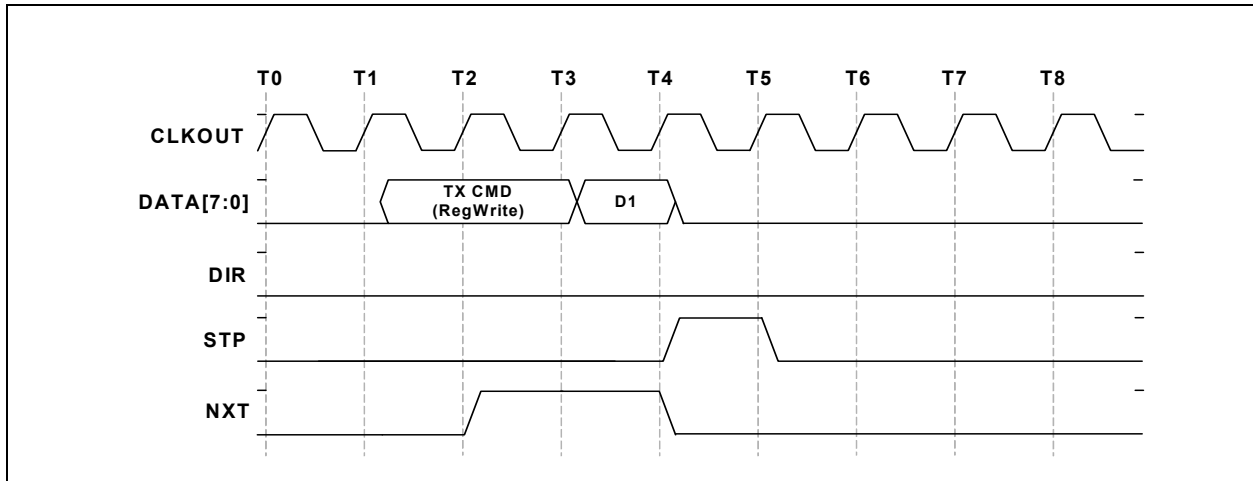 T0 T1 T2 T3 T4 T5 T6 T7 T8
CLKOUT
DATA[7:0]
TX CMD
(RegWrite)
D1
DIR
STP
NXT